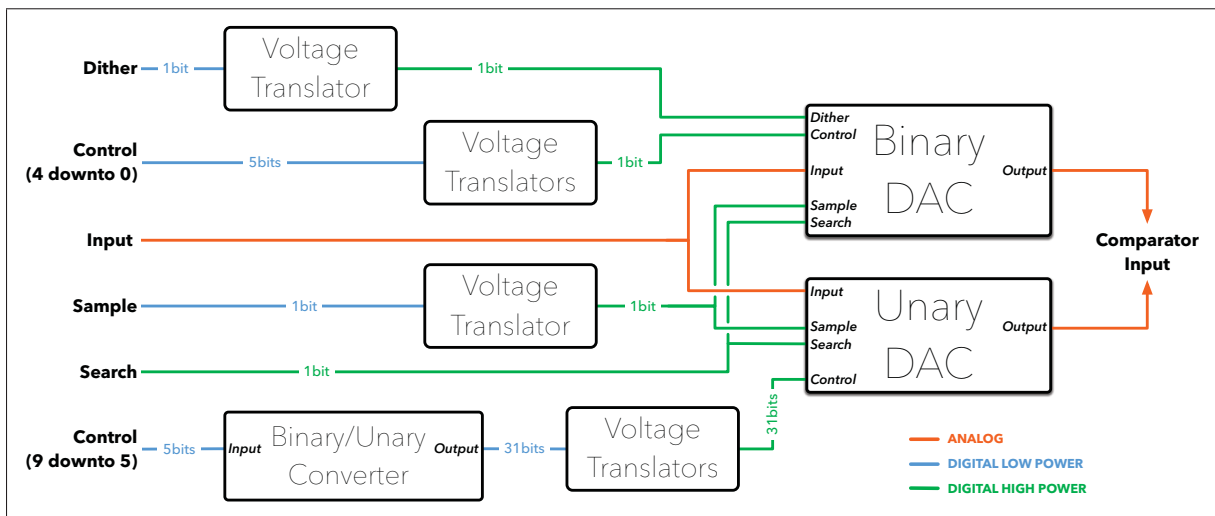 Dither
1bit
Voltage
Translator
1bit
Control
(4 downto 0)
5bits
Voltage
Translators
1bit
Dither
Control
Input
Sample
Search
Binary
DAC
Output
Input
Comparator
Input
Sample
1bit
Voltage
Translator
1bit
Input
Sample
Search
Control
Unary
DAC
Output
Search
1bit
Control
(9 downto 5)
5bits
Input
Binary/Unary
Converter
Output
31bits
Voltage
Translators
31bits
ANALOG
DIGITAL LOW POWER
DIGITAL HIGH POWER